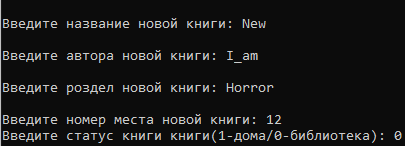 Введите название новой книги: New
Введите автора новой книги: I_am
Введите роздел новой книги: Horror
Введите номер места новой книги: 12
Введите статус книги книги(1-дома/0-библиотека): 0